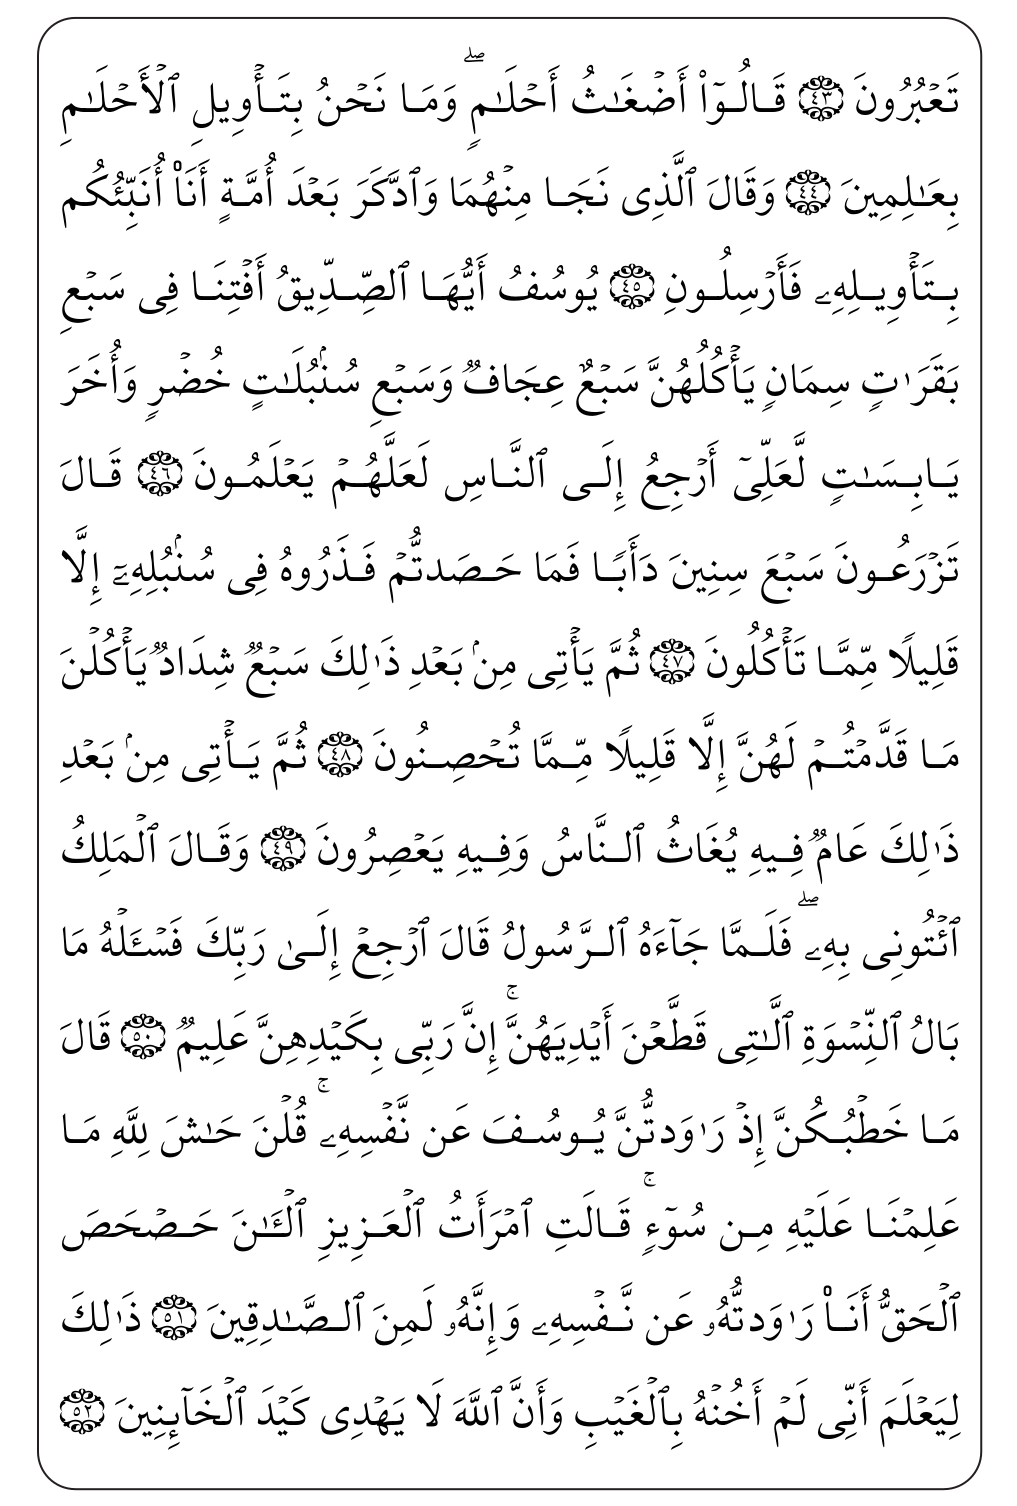 تَعۡبُرُونَ ٤٣ قَالُوٓاْ أَضۡغَٰثُ أَحۡلَٰمٖۖ وَمَا نَحۡنُ بِتَأۡوِيلِ ٱلۡأَحۡلَٰمِ
بِعَٰلِمِينَ ٤٤ وَقَالَ ٱلَّذِي نَجَا مِنۡهُمَا وَٱدَّكَرَ بَعۡدَ أُمَّةٍ أَنَا۠ أُنَبِّئُكُم
بِتَأۡوِيلِهِۦ فَأَرۡسِلُونِ ٤٥ يُوسُفُ أَيُّهَا ٱلصِّدِّيقُ أَفۡتِنَا فِي سَبۡعِ
بَقَرَٰتٖ سِمَانٖ يَأۡكُلُهُنَّ سَبۡعٌ عِجَافٞ وَسَبۡعِ سُنۢبُلَٰتٍ خُضۡرٖ وَأُخَرَ
يَابِسَٰتٖ لَّعَلِّيٓ أَرۡجِعُ إِلَى ٱلنَّاسِ لَعَلَّهُمۡ يَعۡلَمُونَ ٤٦ قَالَ
تَزۡرَعُونَ سَبۡعَ سِنِينَ دَأَبٗا فَمَا حَصَدتُّمۡ فَذَرُوهُ فِي سُنۢبُلِهِۦٓ إِلَّا
قَلِيلٗا مِّمَّا تَأۡكُلُونَ ٤٧ ثُمَّ يَأۡتِي مِنۢ بَعۡدِ ذَٰلِكَ سَبۡعٞ شِدَادٞ يَأۡكُلۡنَ
مَا قَدَّمۡتُمۡ لَهُنَّ إِلَّا قَلِيلٗا مِّمَّا تُحۡصِنُونَ ٤٨ ثُمَّ يَأۡتِي مِنۢ بَعۡدِ
ذَٰلِكَ عَامٞ فِيهِ يُغَاثُ ٱلنَّاسُ وَفِيهِ يَعۡصِرُونَ ٤٩ وَقَالَ ٱلۡمَلِكُ
ٱئۡتُونِي بِهِۦۖ فَلَمَّا جَآءَهُ ٱلرَّسُولُ قَالَ ٱرۡجِعۡ إِلَىٰ رَبِّكَ فَسۡـَٔلۡهُ مَا
بَالُ ٱلنِّسۡوَةِ ٱلَّٰتِي قَطَّعۡنَ أَيۡدِيَهُنَّۚ إِنَّ رَبِّي بِكَيۡدِهِنَّ عَلِيمٞ ٥٠ قَالَ
مَا خَطۡبُكُنَّ إِذۡ رَٰوَدتُّنَّ يُوسُفَ عَن نَّفۡسِهِۦۚ قُلۡنَ حَٰشَ لِلَّهِ مَا
عَلِمۡنَا عَلَيۡهِ مِن سُوٓءٖۚ قَالَتِ ٱمۡرَأَتُ ٱلۡعَزِيزِ ٱلۡـَٰٔنَ حَصۡحَصَ
ٱلۡحَقُّ أَنَا۠ رَٰوَدتُّهُۥ عَن نَّفۡسِهِۦ وَإِنَّهُۥ لَمِنَ ٱلصَّٰدِقِينَ ٥١ ذَٰلِكَ
لِيَعۡلَمَ أَنِّي لَمۡ أَخُنۡهُ بِٱلۡغَيۡبِ وَأَنَّ ٱللَّهَ لَا يَهۡدِي كَيۡدَ ٱلۡخَآئِنِينَ ٥٢